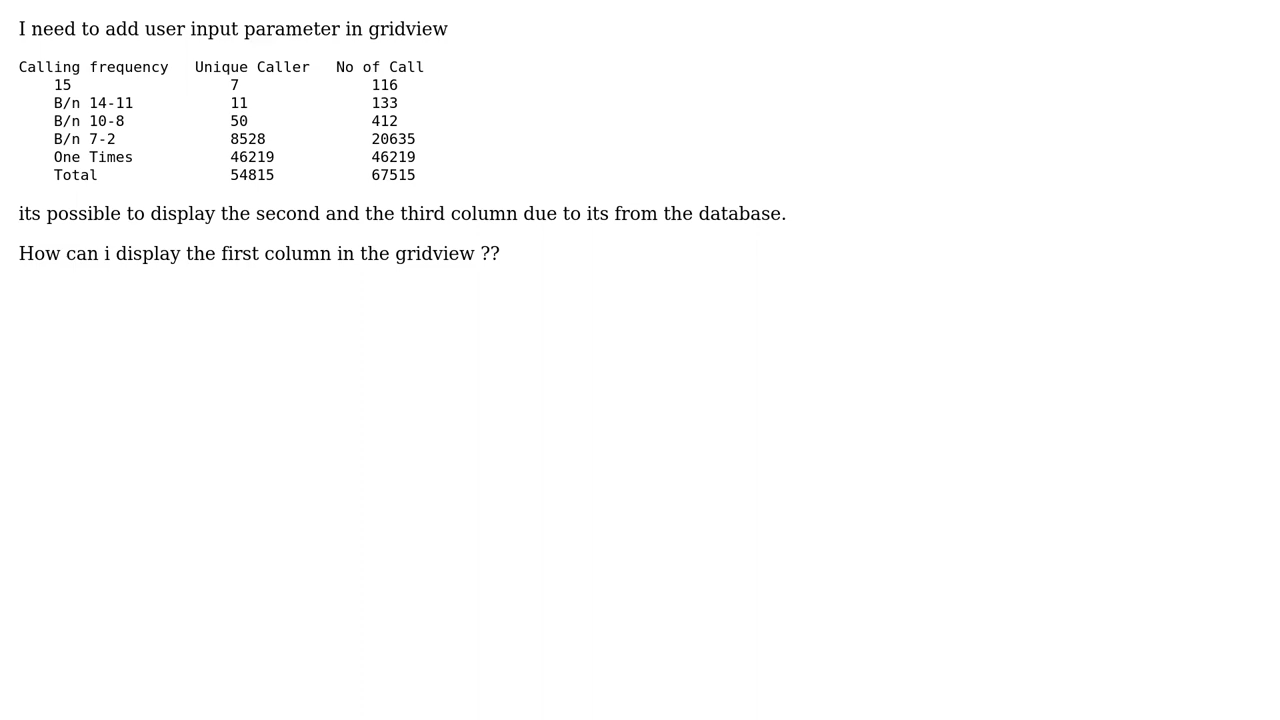 I need to add user input parameter in gridview
Calling frequency   Unique Caller   No of Call
    15                  7               116
    B/n 14-11           11              133
    B/n 10-8            50              412
    B/n 7-2             8528            20635
    One Times           46219           46219
    Total               54815           67515
its possible to display the second and the third column due to its from the database.
How can i display the first column in the gridview ??